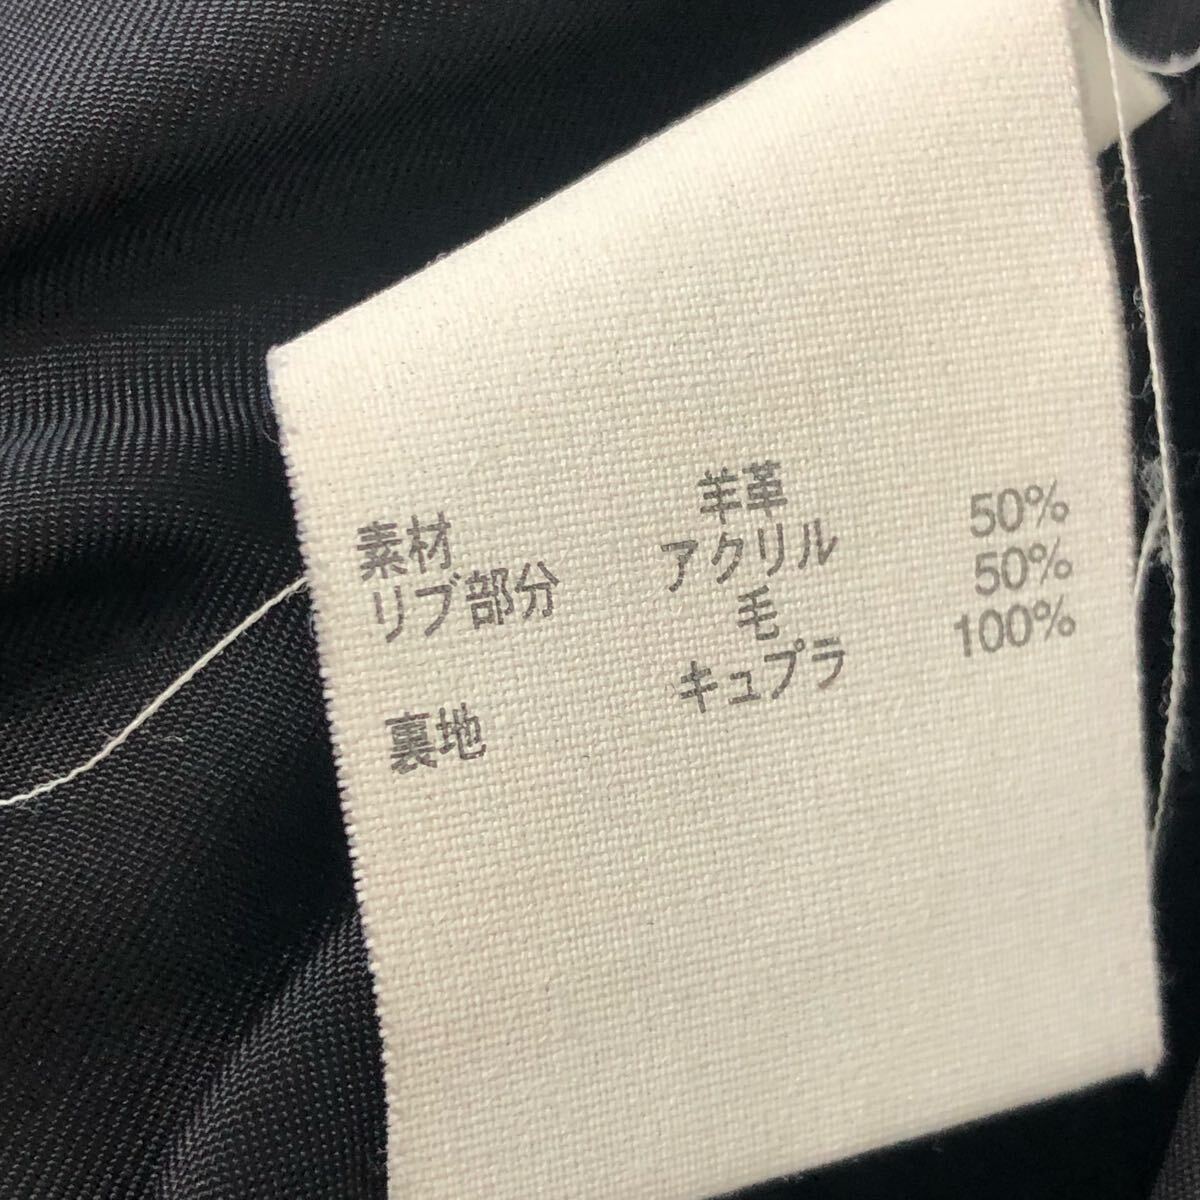 素材 羊革
リブ部分 アクリル 50%
毛 50%
裏地 キュプラ 100%